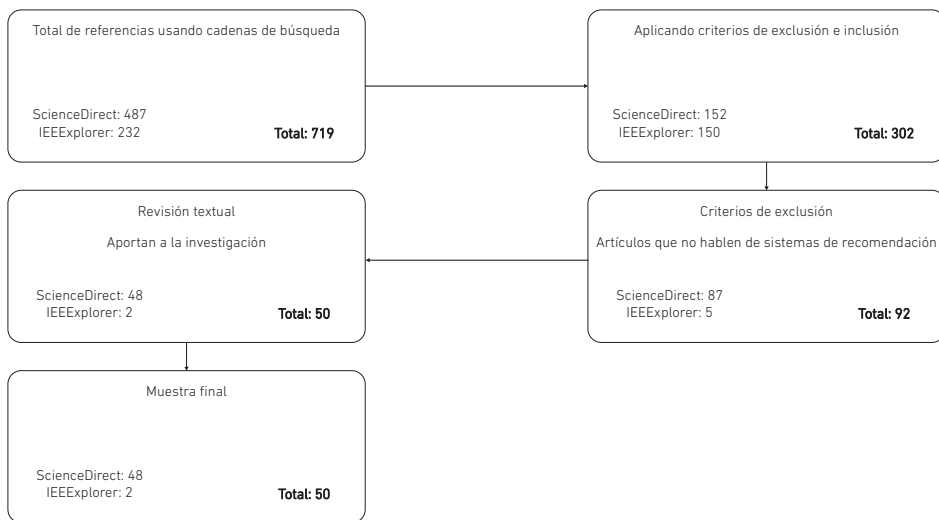 Total de referencias usando cadenas de búsqueda
ScienceDirect: 487
IEEExplorer: 232
Total: 719
Aplicando criterios de exclusión e inclusión
ScienceDirect: 152
IEEExplorer: 150
Total: 302
Criterios de exclusión
Artículos que no hablen de sistemas de recomendación
ScienceDirect: 87
IEEExplorer: 5
Total: 92
Revisión textual
Aportan a la investigación
ScienceDirect: 48
IEEExplorer: 2
Total: 50
Muestra final
ScienceDirect: 48
IEEExplorer: 2
Total: 50